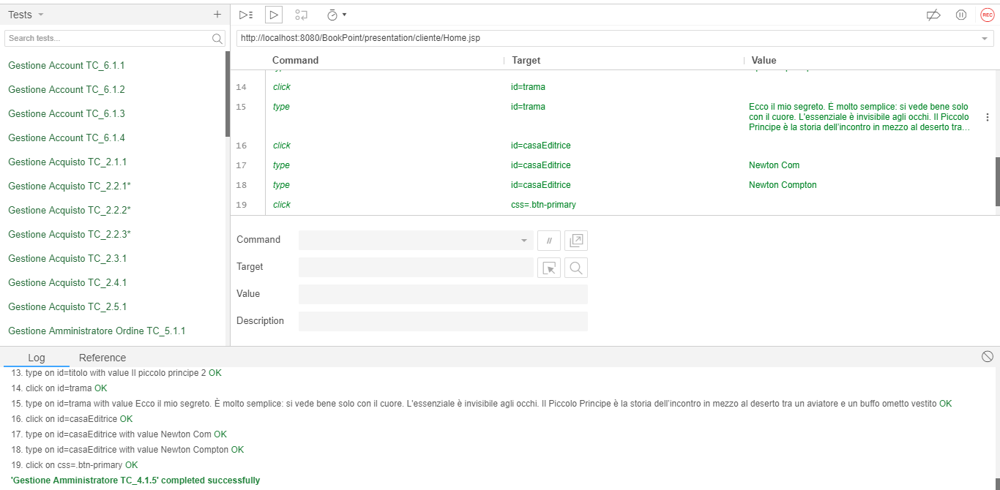 Tests
Search tests...
Gestione Account TC_6.1.1
Gestione Account TC_6.1.2
Gestione Account TC_6.1.3
Gestione Account TC_6.1.4
Gestione Acquisto TC_2.1.1
Gestione Acquisto TC_2.2.1*
Gestione Acquisto TC_2.2.2*
Gestione Acquisto TC_2.2.3*
Gestione Acquisto TC_2.3.1
Gestione Acquisto TC_2.4.1
Gestione Acquisto TC_2.5.1
Gestione Amministratore Ordine TC_5.1.1
REC
http://localhost:8080/BookPoint/presentation/cliente/Home.jsp
Command Target Value
14 click id=trama
15 type id=trama Ecco il mio segreto. È molto semplice: si vede bene solo
con il cuore. L'essenziale è invisibile agli occhi. Il Piccolo
Principe è la storia dell'incontro in mezzo al deserto tra...
16 click id=casaEditrice
17 type id=casaEditrice Newton Com
18 type id=casaEditrice Newton Compton
19 click css=.btn-primary
Command //
Target
Value
Description
Log Reference
13. type on id=titolo with value Il piccolo principe 2 OK
14. click on id=trama OK
15. type on id=trama with value Ecco il mio segreto. È molto semplice: si vede bene solo con il cuore. L'essenziale è invisibile agli occhi. Il Piccolo Principe è la storia dell'incontro in mezzo al deserto tra un aviatore e un buffo ometto vestito OK
16. click on id=casaEditrice OK
17. type on id=casaEditrice with value Newton Com OK
18. type on id=casaEditrice with value Newton Compton OK
19. click on css=.btn-primary OK
'Gestione Amministratore TC_4.1.5' completed successfully